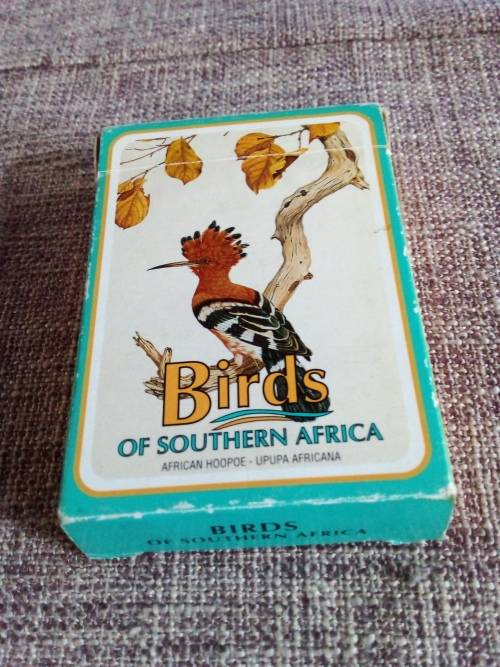 Birds
OF SOUTHERN AFRICA
AFRICAN HOOPOE - UPUPA AFRICANA
BIRDS
OF SOUTHERN AFRICA